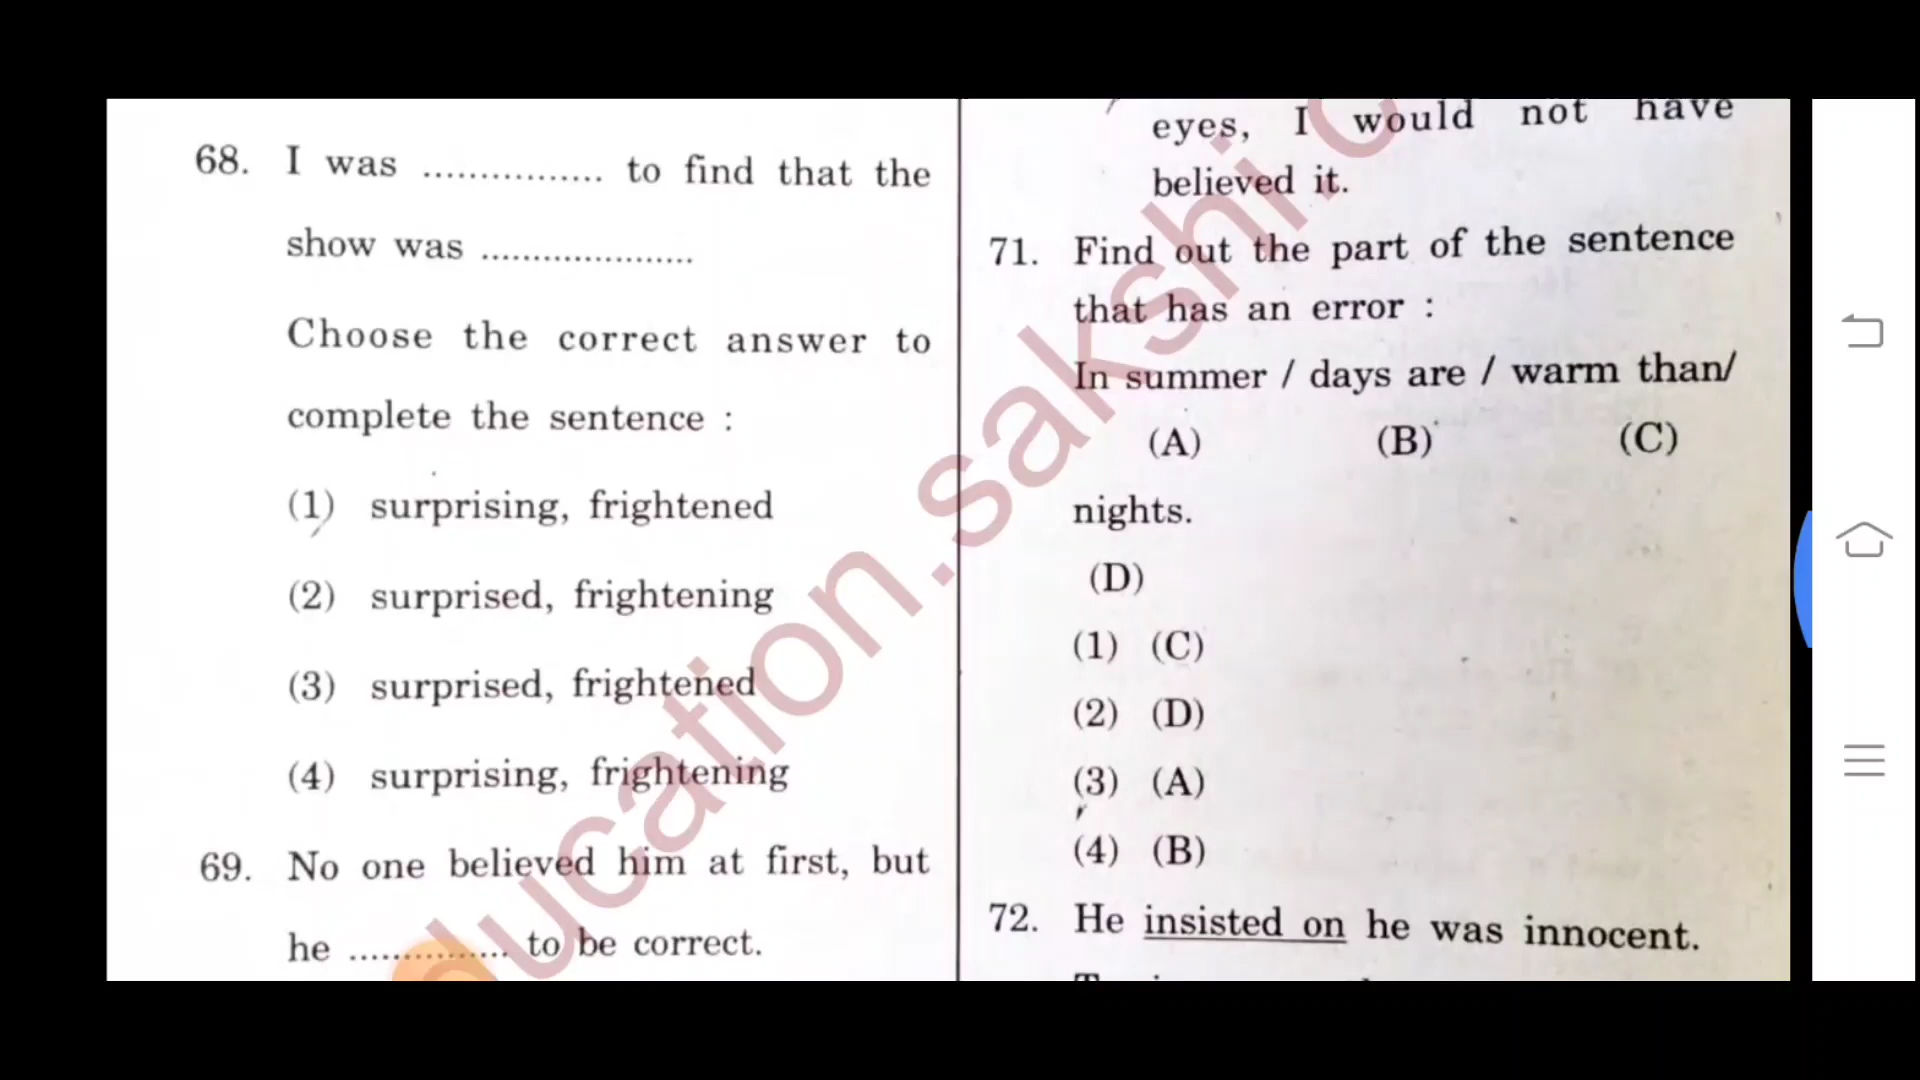 68. I was ................ to find that the
show was .....................
Choose the correct answer to
complete the sentence :
(1) surprising, frightened
(2) surprised, frightening
(3) surprised, frightened
(4) surprising, frightening
69. No one believed him at first, but
he ............... to be correct.
eyes, I would not have
believed it.
71. Find out the part of the sentence
that has an error :
In summer / days are / warm than/
(A) (B) (C)
nights.
(D)
(1) (C)
(2) (D)
(3) (A)
(4) (B)
72. He insisted on he was innocent.
ducation.sakshi.c